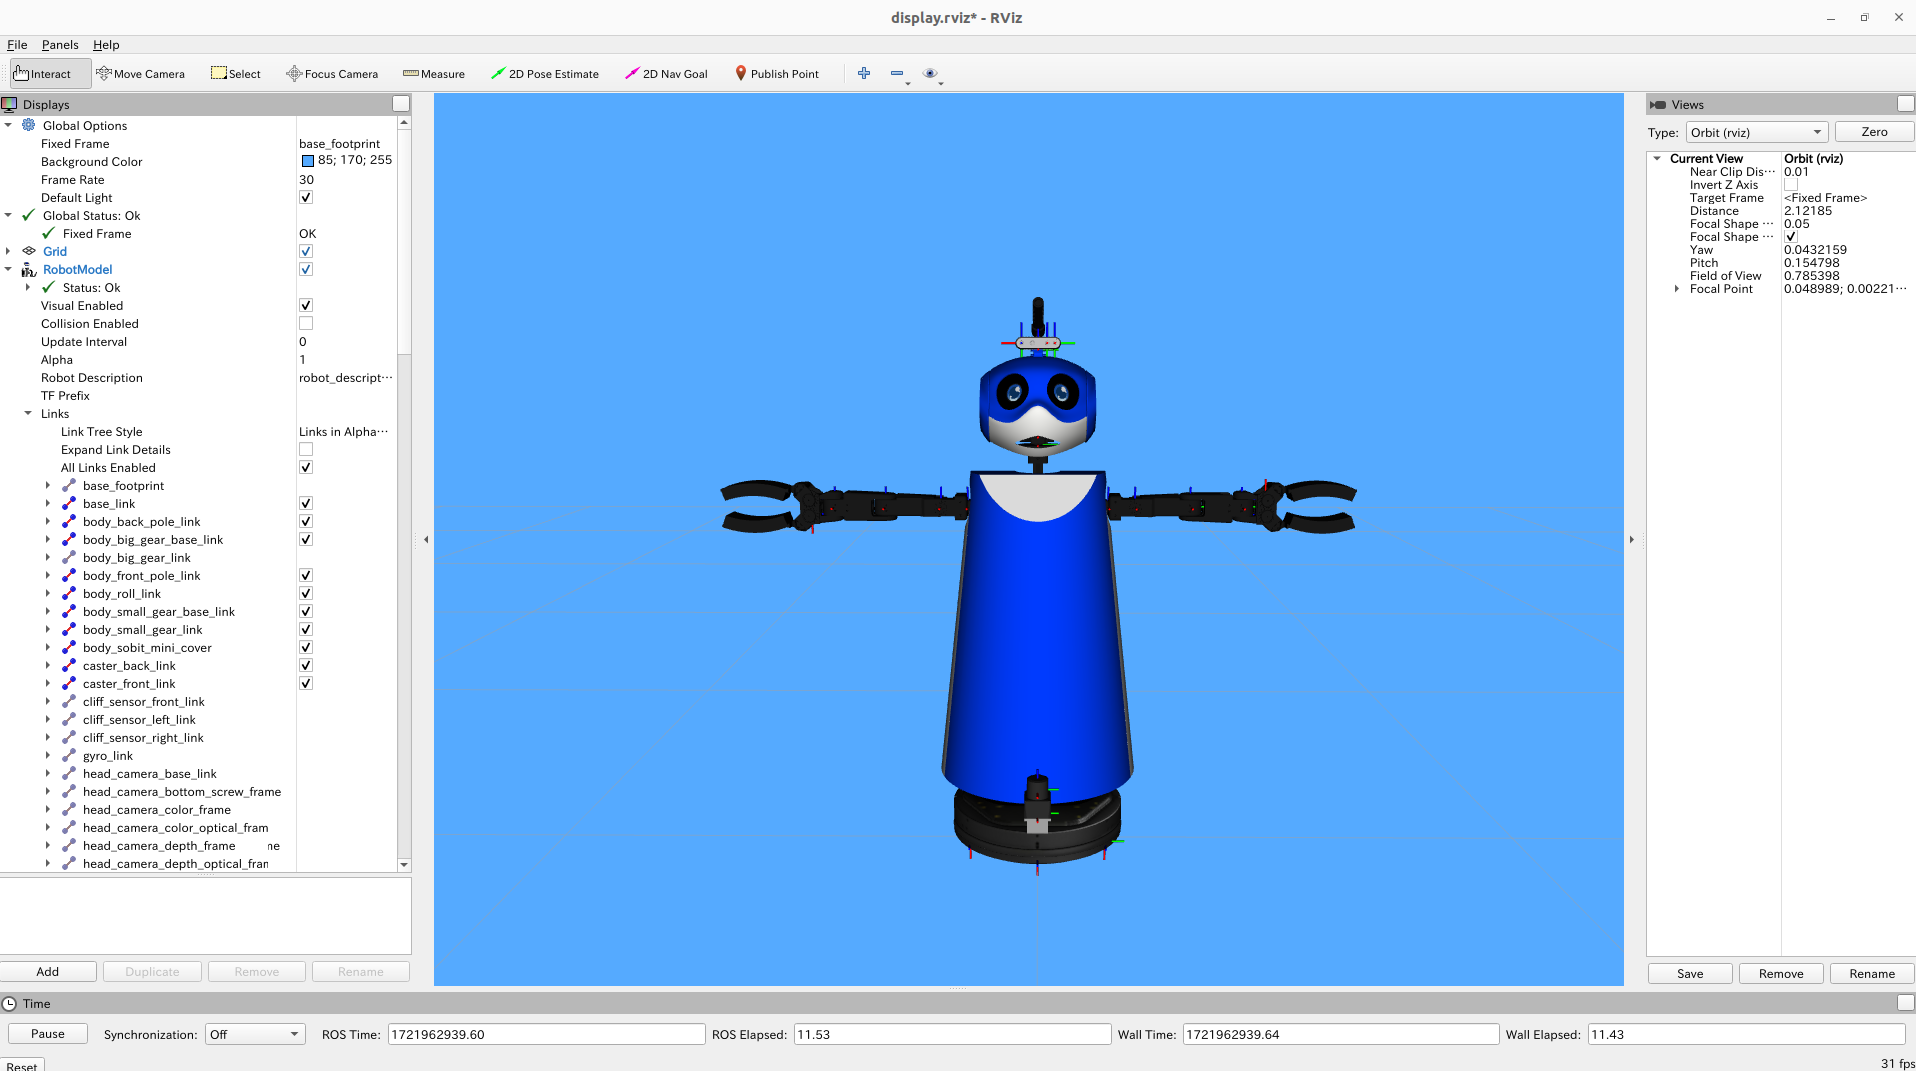 display.rviz* - RViz
File Panels Help
Interact Move Camera Select Focus Camera Measure 2D Pose Estimate 2D Nav Goal Publish Point
Displays
Global Options
Fixed Frame base_footprint
Background Color 85; 170; 255
Frame Rate 30
Default Light
Global Status: Ok
Fixed Frame OK
Grid
RobotModel
Status: Ok
Visual Enabled
Collision Enabled
Update Interval 0
Alpha 1
Robot Description robot_descript···
TF Prefix
Links
Link Tree Style Links in Alpha···
Expand Link Details
All Links Enabled
base_footprint
base_link
body_back_pole_link
body_big_gear_base_link
body_big_gear_link
body_front_pole_link
body_roll_link
body_small_gear_base_link
body_small_gear_link
body_sobit_mini_cover
caster_back_link
caster_front_link
cliff_sensor_front_link
cliff_sensor_left_link
cliff_sensor_right_link
gyro_link
head_camera_base_link
head_camera_bottom_screw_frame
head_camera_color_frame
head_camera_color_optical_fram
head_camera_depth_frame ne
head_camera_depth_optical_fran
Add Duplicate Remove Rename
Views
Type: Orbit (rviz) Zero
Current View Orbit (rviz)
Near Clip Dis··· 0.01
Invert Z Axis
Target Frame <Fixed Frame>
Distance 2.12185
Focal Shape ··· 0.05
Focal Shape ···
Yaw 0.0432159
Pitch 0.154798
Field of View 0.785398
Focal Point 0.048989; 0.00221···
Save Remove Rename
Time
Pause Synchronization: Off ROS Time: 1721962939.60 ROS Elapsed: 11.53 Wall Time: 1721962939.64 Wall Elapsed: 11.43
Reset 31 fps